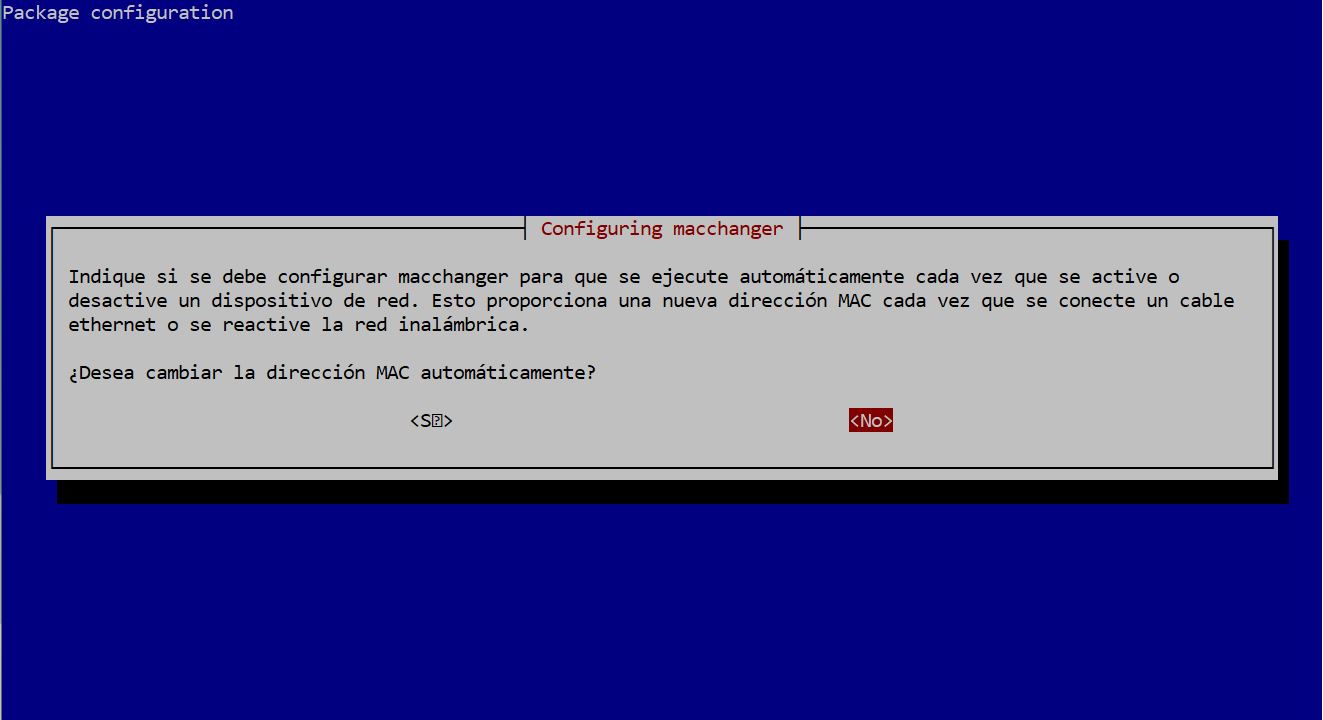 Package configuration
Configuring macchanger
Indique si se debe configurar macchanger para que se ejecute automáticamente cada vez que se active o
desactive un dispositivo de red. Esto proporciona una nueva dirección MAC cada vez que se conecte un cable
ethernet o se reactive la red inalámbrica.
¿Desea cambiar la dirección MAC automáticamente?
<S�> <No>